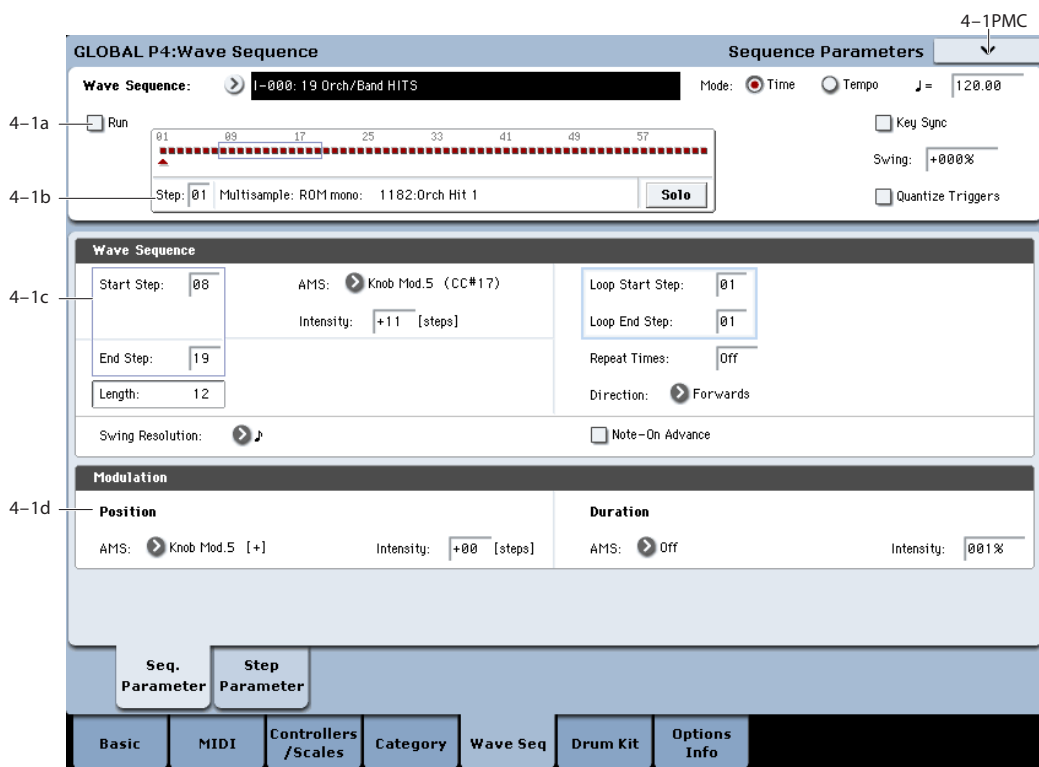 4–1PMC
GLOBAL P4:Wave Sequence
Sequence Parameters
Wave Sequence: I-000: 19 Orch/Band HITS
Mode: Time Tempo ♩= 120.00
4–1a
Run
Key Sync
01 09 17 25 33 41 49 57
Swing: +000%
4–1b
Step: 01 Multisample: ROM mono: 1182:Orch Hit 1
Solo
Quantize Triggers
Wave Sequence
4–1c
Start Step: 08
AMS: Knob Mod.5 (CC#17)
Loop Start Step: 01
Intensity: +11 [steps]
Loop End Step: 01
End Step: 19
Repeat Times: Off
Length: 12
Direction: Forwards
Swing Resolution: ♪
Note-On Advance
Modulation
4–1d
Position
Duration
AMS: Knob Mod.5 [+]
Intensity: +00 [steps]
AMS: Off
Intensity: 001%
Seq. Parameter
Step Parameter
Basic
MIDI
Controllers /Scales
Category
Wave Seq
Drum Kit
Options Info